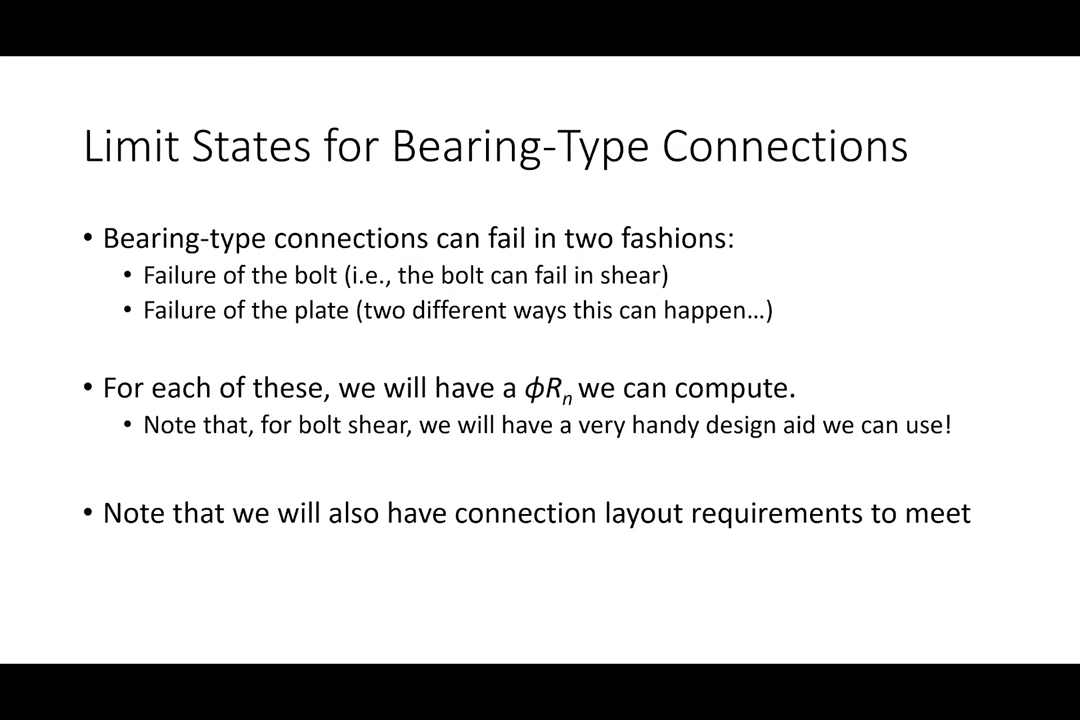 Limit States for Bearing-Type Connections
• Bearing-type connections can fail in two fashions:
• Failure of the bolt (i.e., the bolt can fail in shear)
• Failure of the plate (two different ways this can happen…)
• For each of these, we will have a ϕRn we can compute.
• Note that, for bolt shear, we will have a very handy design aid we can use!
• Note that we will also have connection layout requirements to meet